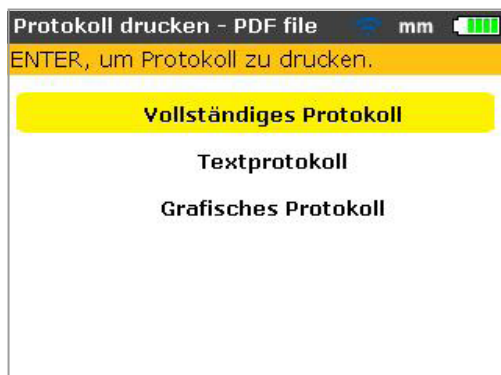 Protokoll drucken - PDF file mm
ENTER, um Protokoll zu drucken.
Vollständiges Protokoll
Textprotokoll
Grafisches Protokoll